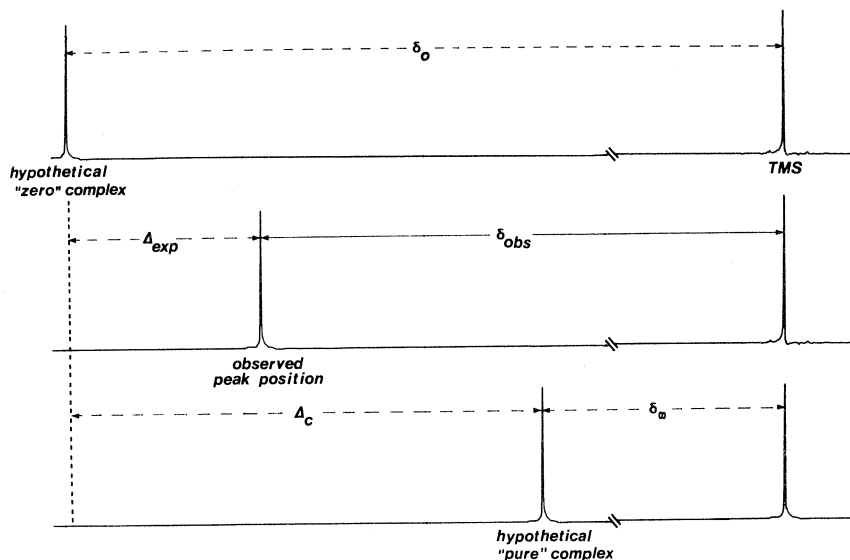 δo
hypothetical
"zero" complex
TMS
Δexp
δobs
observed
peak position
Δc
δ∞
hypothetical
"pure" complex